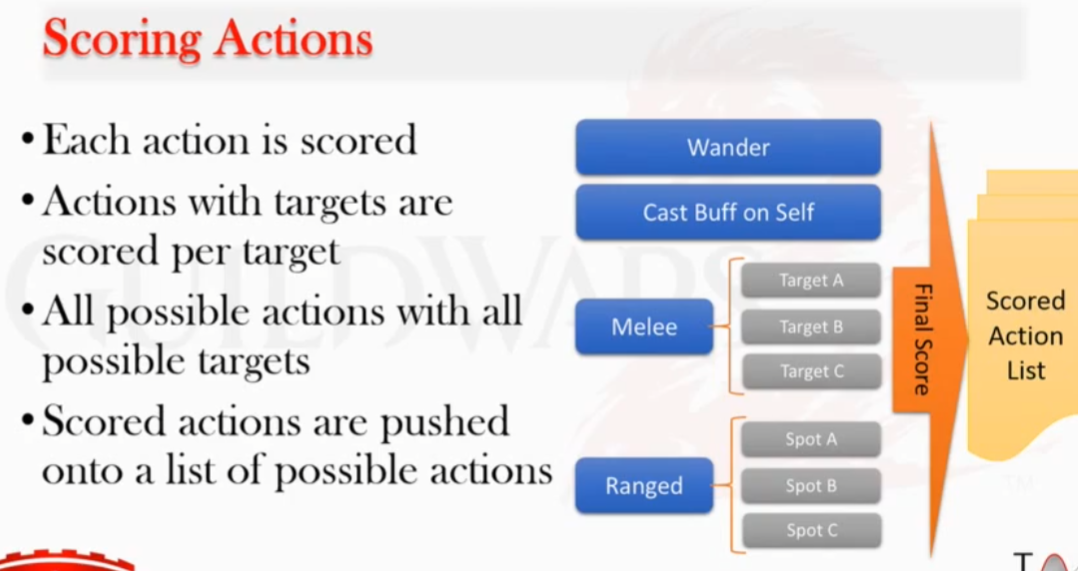 Scoring Actions
• Each action is scored
• Actions with targets are
scored per target
• All possible actions with all
possible targets
• Scored actions are pushed
onto a list of possible actions
Wander
Cast Buff on Self
Melee
Target A
Target B
Target C
Ranged
Spot A
Spot B
Spot C
Final Score
Scored
Action
List
GUILD WARS
TM